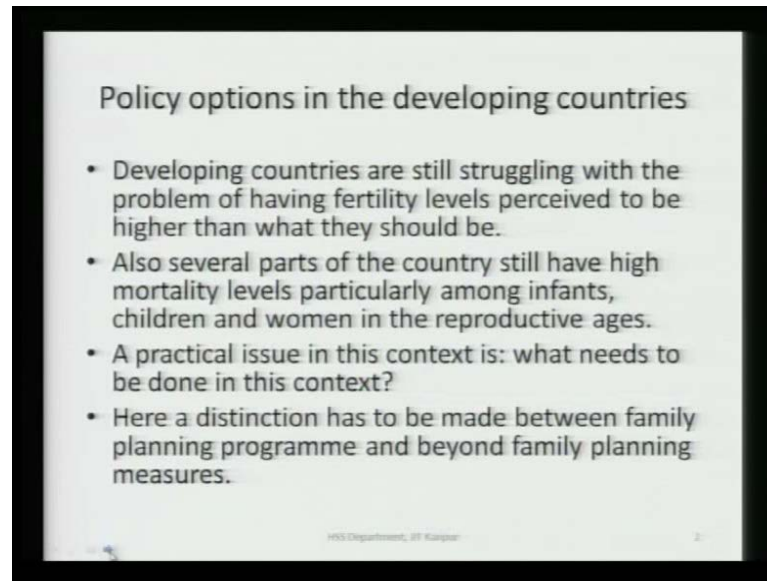 Policy options in the developing countries
• Developing countries are still struggling with the
problem of having fertility levels perceived to be
higher than what they should be.
• Also several parts of the country still have high
mortality levels particularly among infants,
children and women in the reproductive ages.
• A practical issue in this context is: what needs to
be done in this context?
• Here a distinction has to be made between family
planning programme and beyond family planning
measures.
HSS Department, IIT Kanpur
2